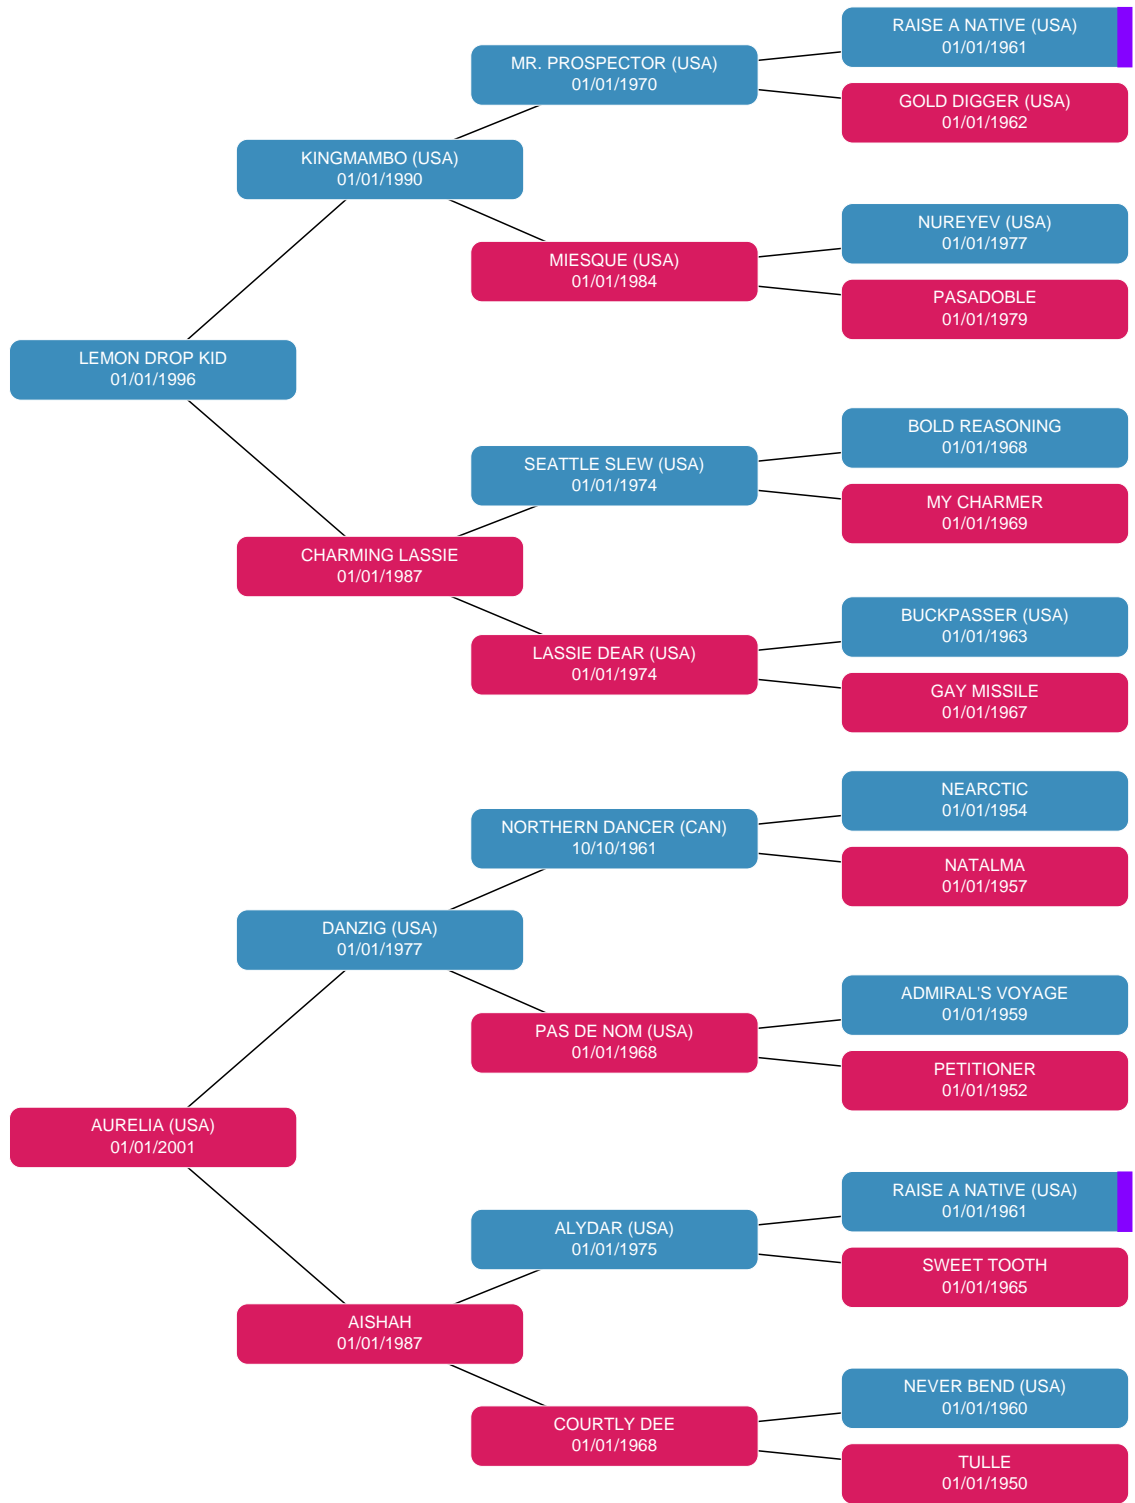 RAISE A NATIVE (USA)
01/01/1961
MR. PROSPECTOR (USA)
01/01/1970
GOLD DIGGER (USA)
01/01/1962
KINGMAMBO (USA)
01/01/1990
NUREYEV (USA)
01/01/1977
MIESQUE (USA)
01/01/1984
PASADOBLE
01/01/1979
LEMON DROP KID
01/01/1996
BOLD REASONING
01/01/1968
SEATTLE SLEW (USA)
01/01/1974
MY CHARMER
01/01/1969
CHARMING LASSIE
01/01/1987
BUCKPASSER (USA)
01/01/1963
LASSIE DEAR (USA)
01/01/1974
GAY MISSILE
01/01/1967
NEARCTIC
01/01/1954
NORTHERN DANCER (CAN)
10/10/1961
NATALMA
01/01/1957
DANZIG (USA)
01/01/1977
ADMIRAL'S VOYAGE
01/01/1959
PAS DE NOM (USA)
01/01/1968
PETITIONER
01/01/1952
AURELIA (USA)
01/01/2001
RAISE A NATIVE (USA)
01/01/1961
ALYDAR (USA)
01/01/1975
SWEET TOOTH
01/01/1965
AISHAH
01/01/1987
NEVER BEND (USA)
01/01/1960
COURTLY DEE
01/01/1968
TULLE
01/01/1950